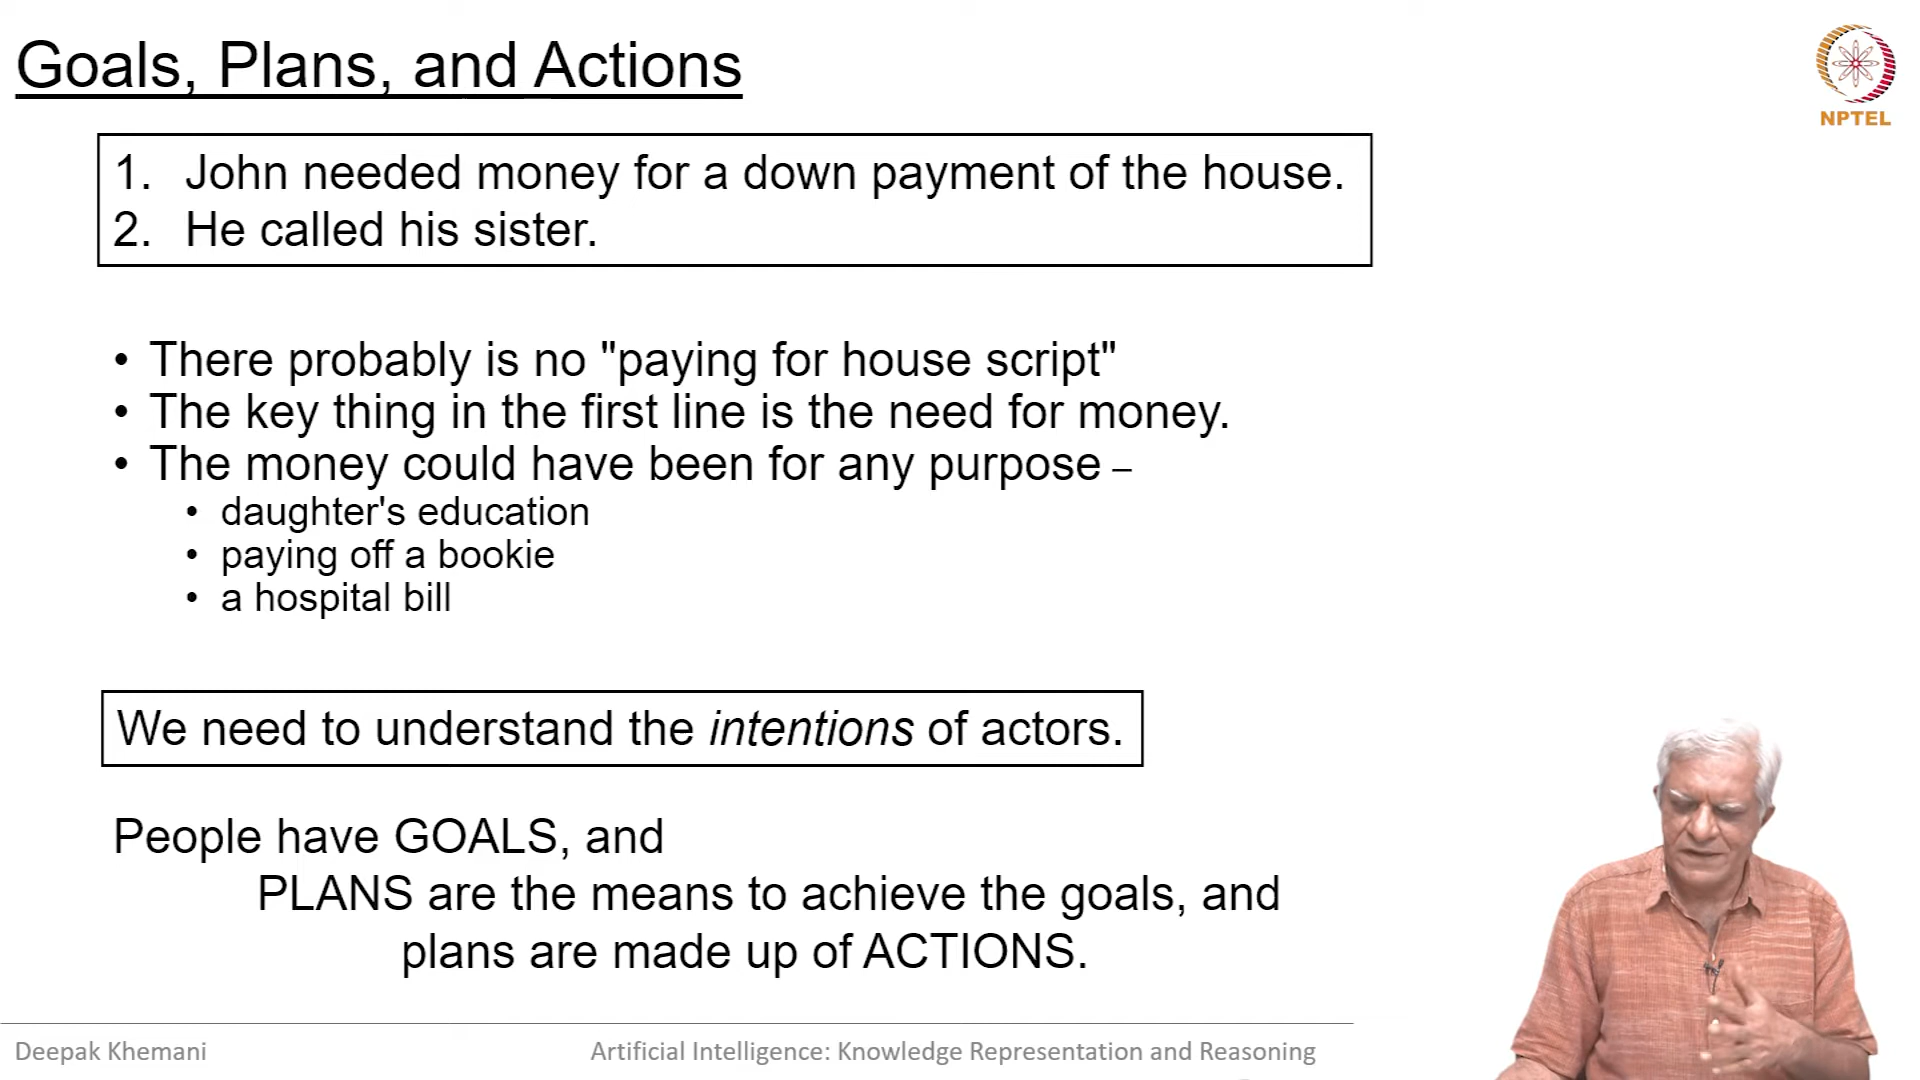 Goals, Plans, and Actions
NPTEL
1. John needed money for a down payment of the house.
2. He called his sister.
• There probably is no "paying for house script"
• The key thing in the first line is the need for money.
• The money could have been for any purpose –
• daughter's education
• paying off a bookie
• a hospital bill
We need to understand the intentions of actors.
People have GOALS, and
PLANS are the means to achieve the goals, and
plans are made up of ACTIONS.
Deepak Khemani
Artificial Intelligence: Knowledge Representation and Reasoning